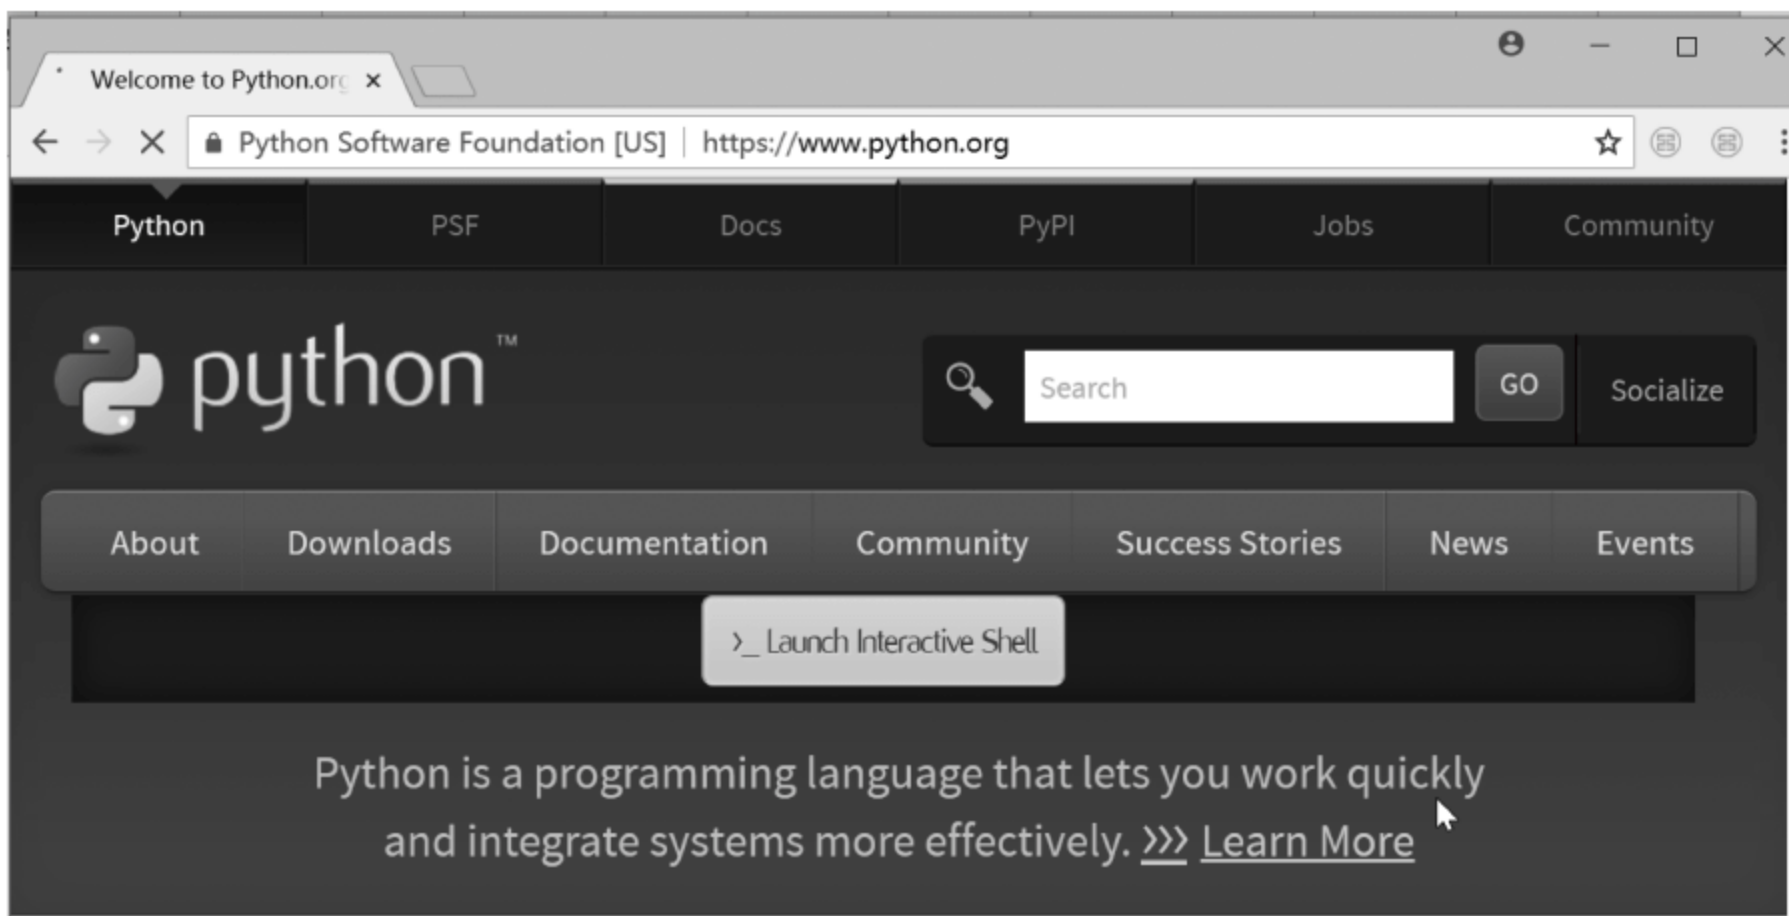 Welcome to Python.org
Python Software Foundation [US] | https://www.python.org
Python PSF Docs PyPI Jobs Community
python™
Search GO Socialize
About Downloads Documentation Community Success Stories News Events
>_ Launch Interactive Shell
Python is a programming language that lets you work quickly
and integrate systems more effectively. >>> Learn More